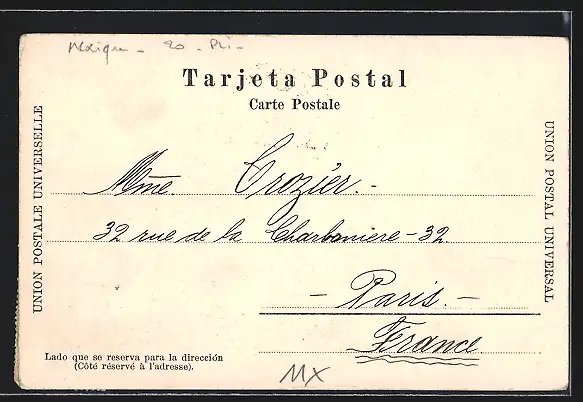 Mexique - 20 - Pri-
Tarjeta Postal
Carte Postale
UNION POSTALE UNIVERSELLE
UNION POSTAL UNIVERSAL
Mme. Crozier.-
32 rue de la Charboniere-32.
- Paris. -
France
Lado que se reserva para la dirección
(Côté réservé à l'adresse).
MX